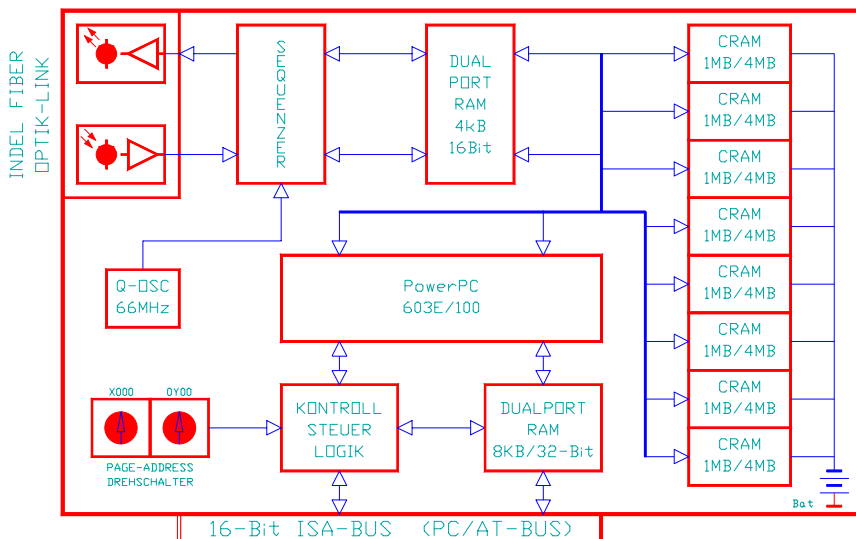 INDEL FIBER
OPTIK-LINK
SEQUENZER
DUAL
PORT
RAM
4kB
16Bit
CRAM
1MB/4MB
CRAM
1MB/4MB
CRAM
1MB/4MB
CRAM
1MB/4MB
CRAM
1MB/4MB
CRAM
1MB/4MB
CRAM
1MB/4MB
CRAM
1MB/4MB
Q-OSC
66MHz
PowerPC
603E/100
X000
0Y00
PAGE-ADDRESS
DREHSCHALTER
KONTROLL
STEUER
LOGIK
DUALPORT
RAM
8KB/32-Bit
Bat
16-Bit ISA-BUS (PC/AT-BUS)